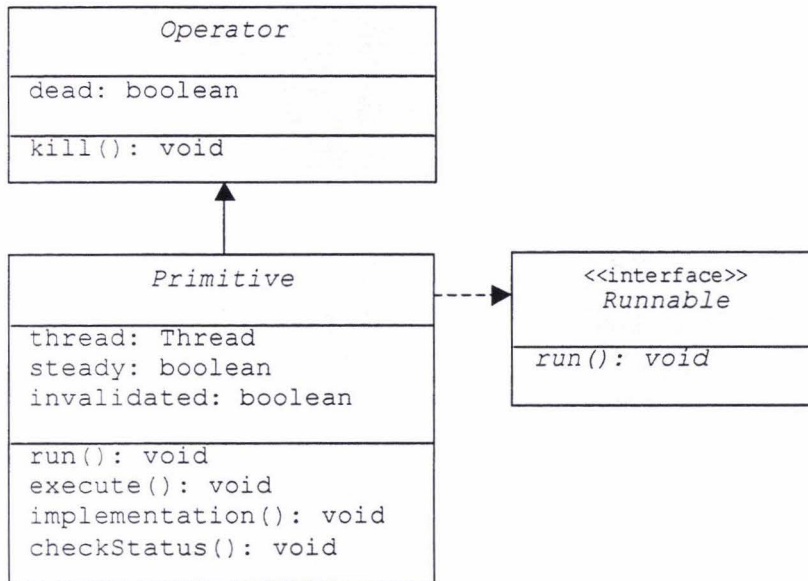 Operator
dead: boolean
kill(): void
Primitive
thread: Thread
steady: boolean
invalidated: boolean
run(): void
execute(): void
implementation(): void
checkStatus(): void
<<interface>>
Runnable
run(): void